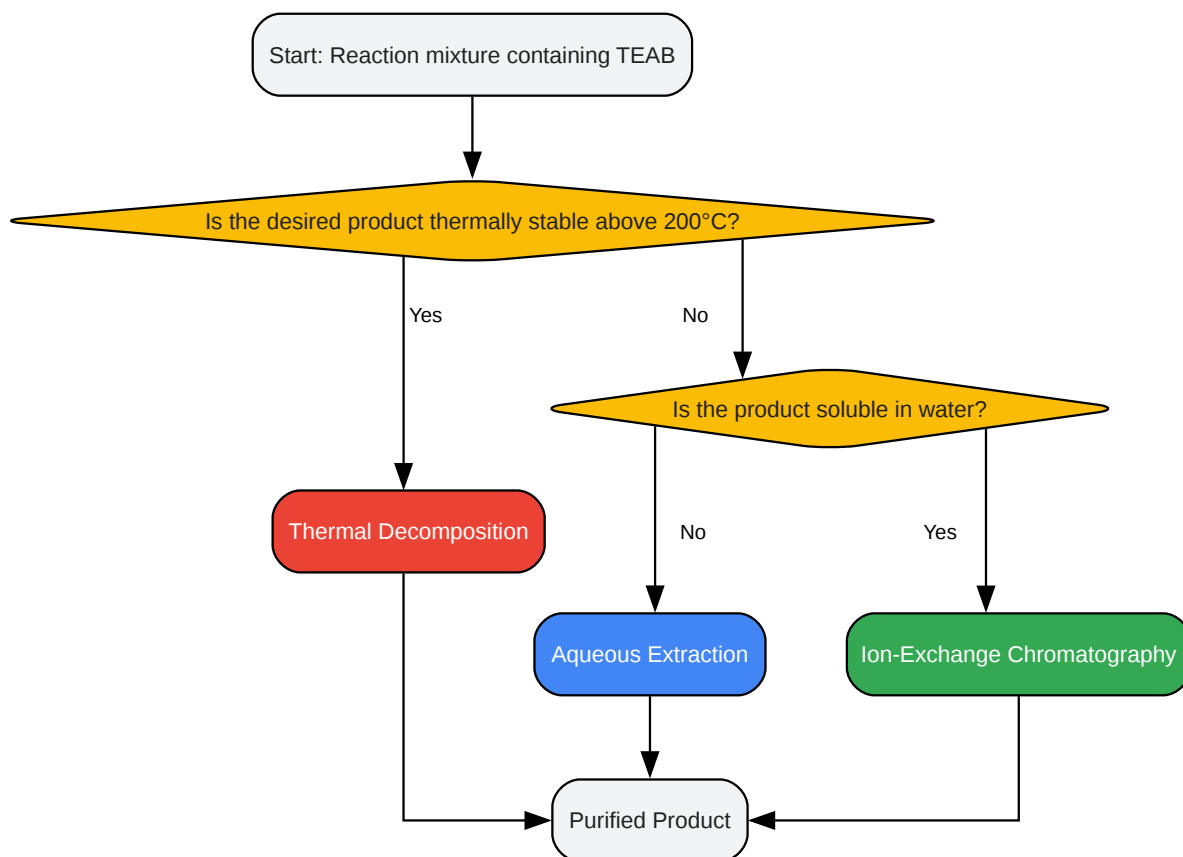 Start: Reaction mixture containing TEAB
Is the desired product thermally stable above 200°C?
Yes
No
Is the product soluble in water?
Thermal Decomposition
No
Yes
Aqueous Extraction
Ion-Exchange Chromatography
Purified Product